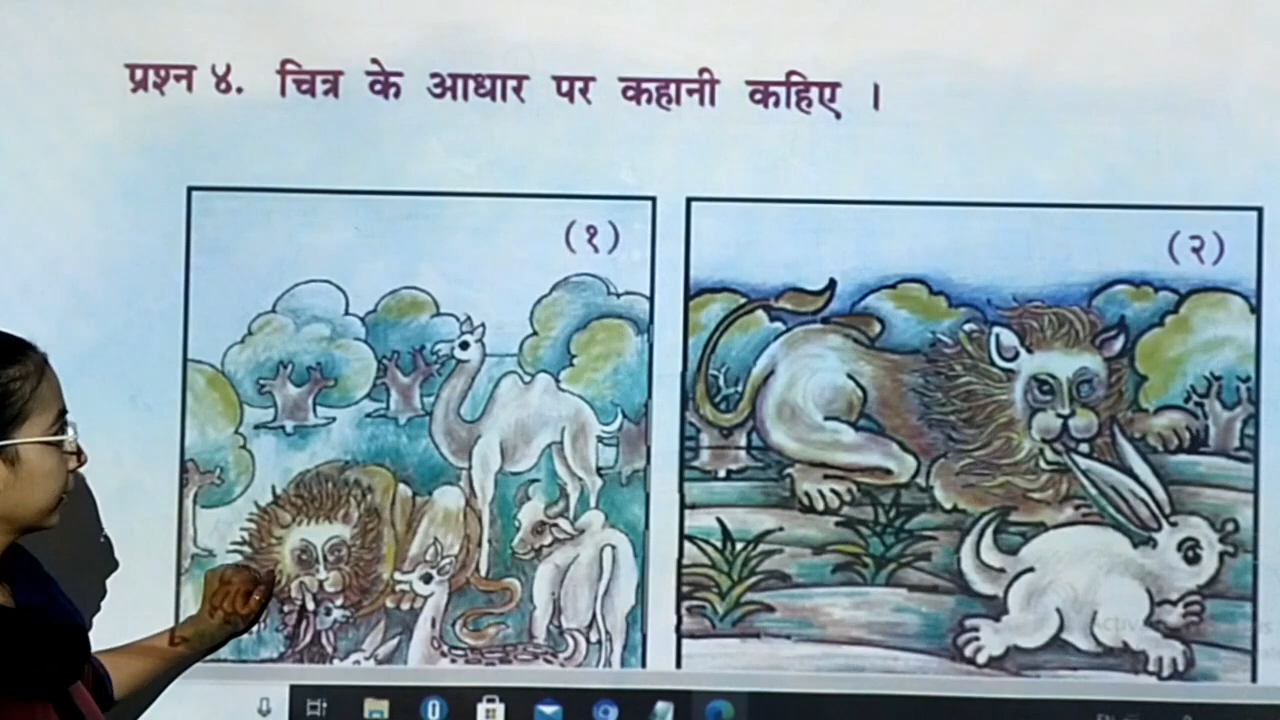 प्रश्न ४. चित्र के आधार पर कहानी कहिए ।
(१)
(२)